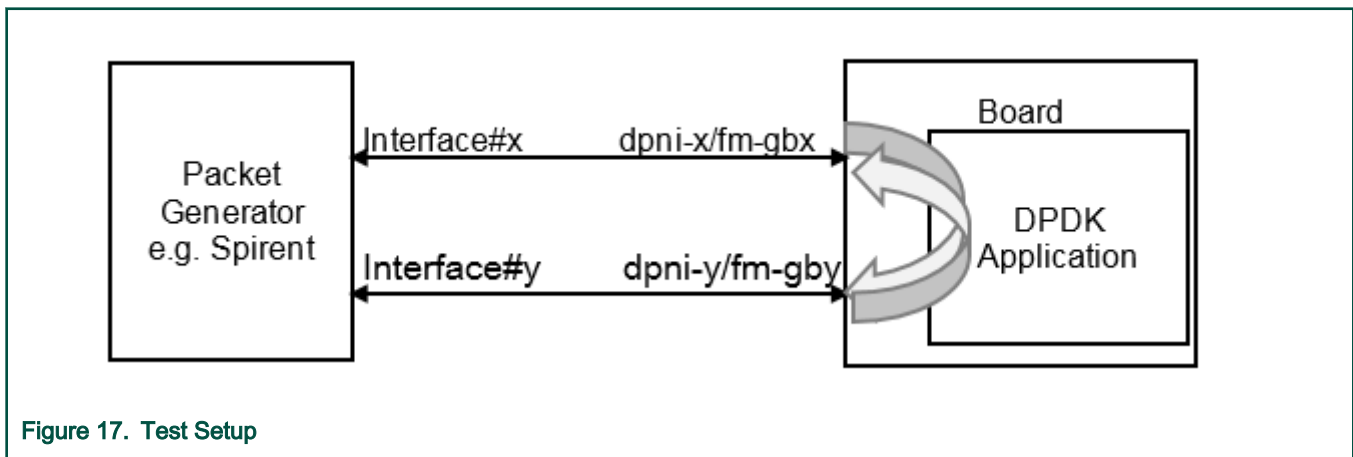 Packet
Generator
e.g. Spirent
Interface#x
dpni-x/fm-gbx
Interface#y
dpni-y/fm-gby
Board
DPDK
Application
Figure 17. Test Setup